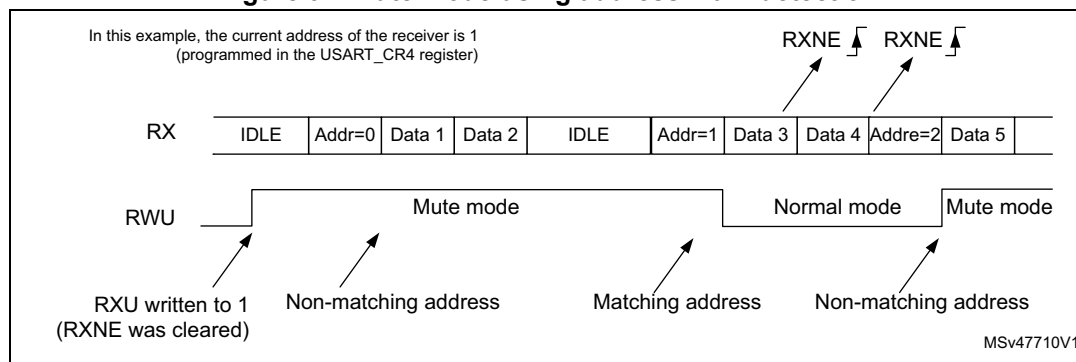 In this example, the current address of the receiver is 1
(programmed in the USART_CR4 register)
RXNE RXNE
RX IDLE Addr=0 Data 1 Data 2 IDLE Addr=1 Data 3 Data 4 Addre=2 Data 5
RWU Mute mode Normal mode Mute mode
RXU written to 1 Non-matching address Matching address Non-matching address
(RXNE was cleared)
MSv47710V1